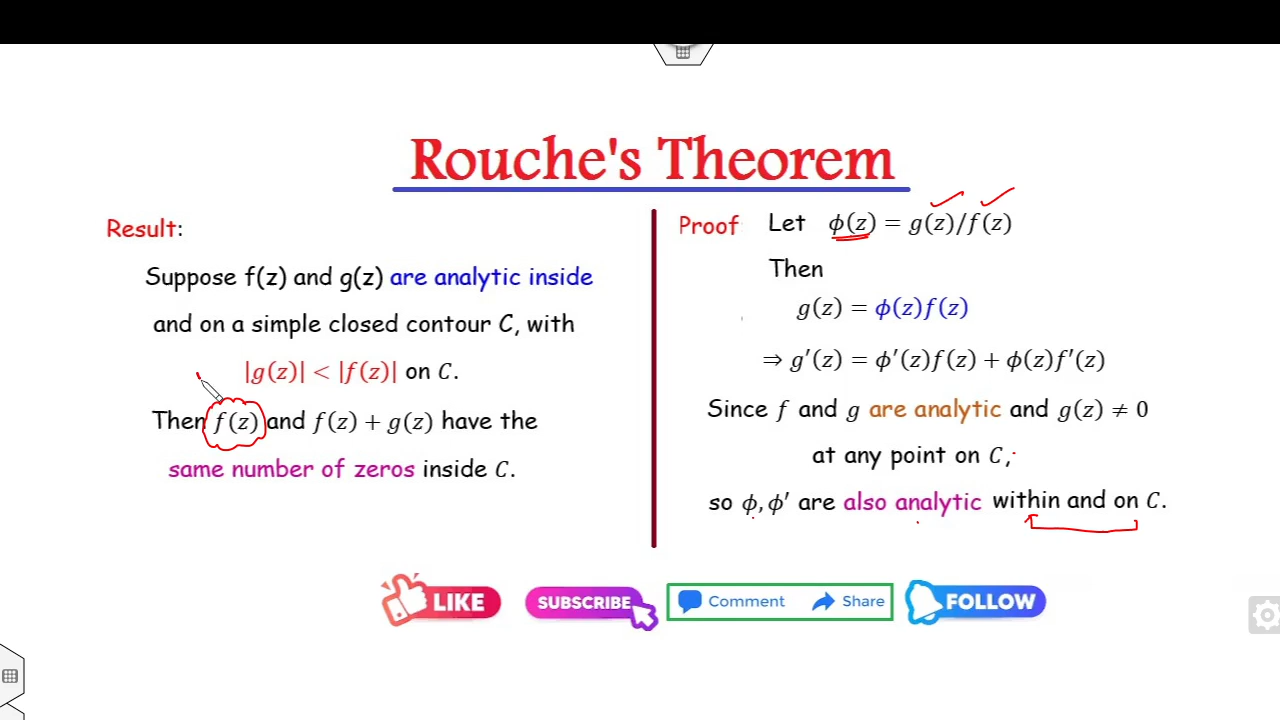 Rouche's Theorem
Result:
Suppose f(z) and g(z) are analytic inside
and on a simple closed contour C, with
|g(z)| < |f(z)| on C.
Then f(z) and f(z) + g(z) have the
same number of zeros inside C.
Proof Let ϕ(z) = g(z)/f(z)
Then
g(z) = ϕ(z)f(z)
⇒ g′(z) = ϕ′(z)f(z) + ϕ(z)f′(z)
Since f and g are analytic and g(z) ≠ 0
at any point on C,
so ϕ, ϕ′ are also analytic within and on C.
LIKE
SUBSCRIBE
Comment Share
FOLLOW